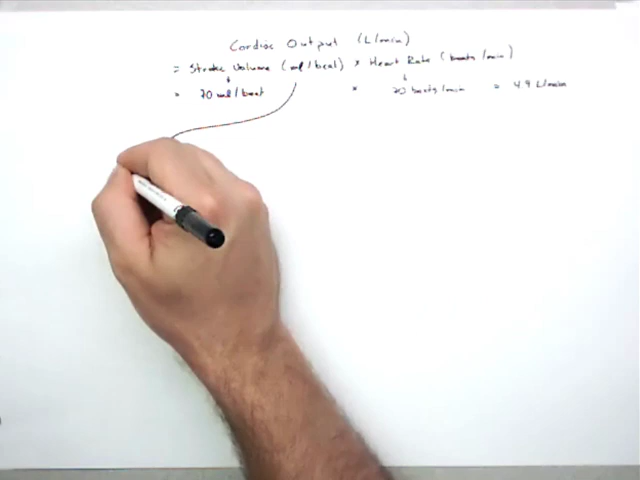 Cardiac Output (L/min)
= Stroke Volume (ml/beat) × Heart Rate (beats/min)
= 70 ml/beat × 70 beats/min = 4.9 L/min